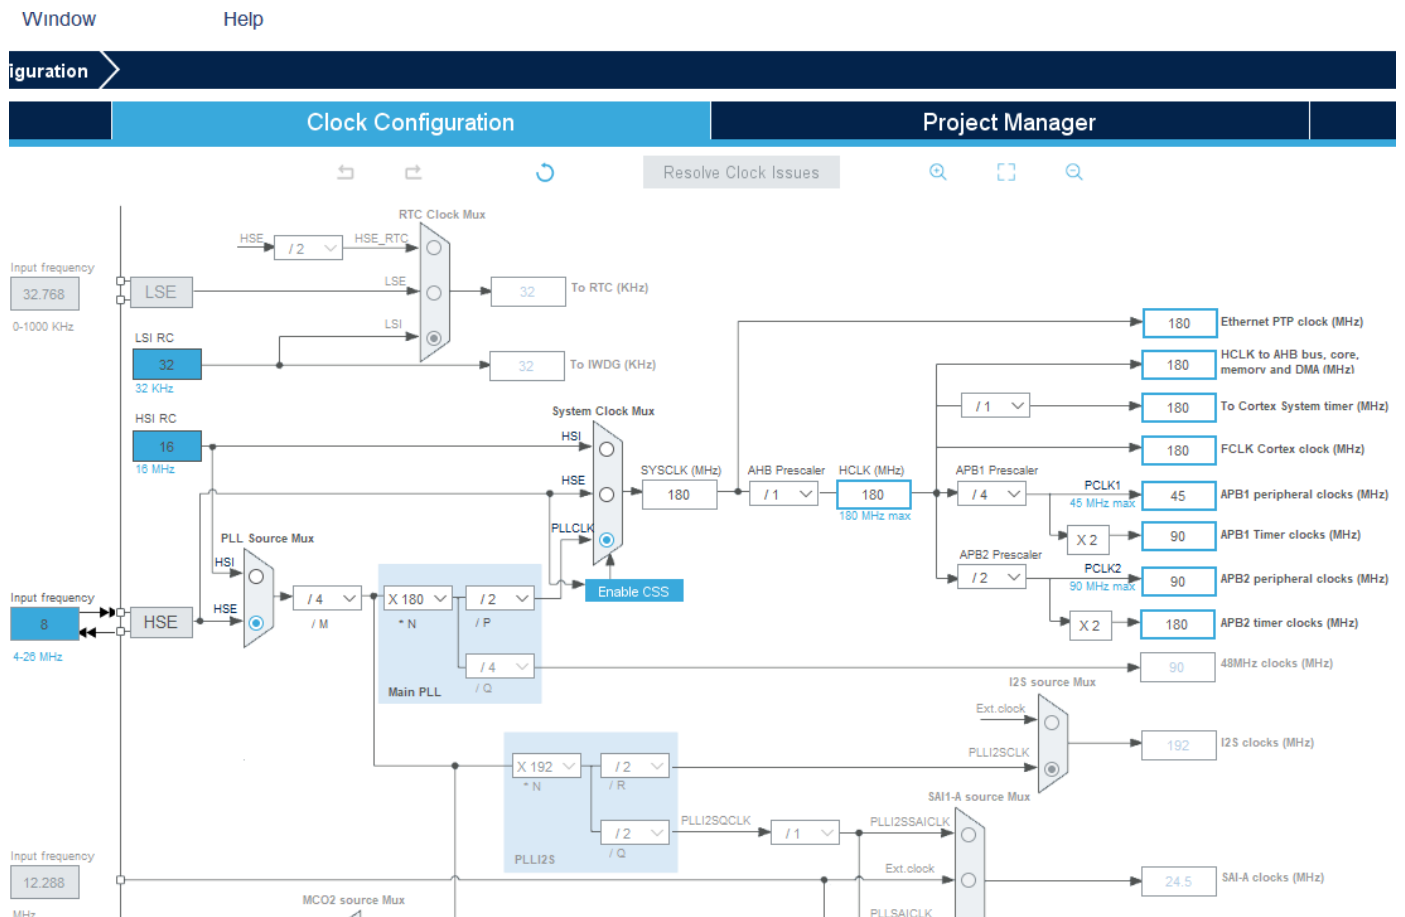 Window Help
iguration
Clock Configuration Project Manager
Resolve Clock Issues
RTC Clock Mux
HSE / 2 HSE_RTC
Input frequency
32.768 LSE LSE 32 To RTC (KHz)
0-1000 KHz
LSI
LSI RC
32 32 To IWDG (KHz)
32 KHz
180 Ethernet PTP clock (MHz)
180 HCLK to AHB bus, core,
memory and DMA (MHz)
/ 1 180 To Cortex System timer (MHz)
System Clock Mux
HSI RC
16 HSI
16 MHz
180 FCLK Cortex clock (MHz)
SYSCLK (MHz) AHB Prescaler HCLK (MHz) APB1 Prescaler
HSE 180 / 1 180 / 4 PCLK1 45 APB1 peripheral clocks (MHz)
180 MHz max 45 MHz max
PLLCLK
X 2 90 APB1 Timer clocks (MHz)
PLL Source Mux
HSI
APB2 Prescaler
/ 2 PCLK2 90 APB2 peripheral clocks (MHz)
90 MHz max
Enable CSS
Input frequency
8 HSE HSE / 4 X 180 / 2
/ M * N / P
4-26 MHz
X 2 180 APB2 timer clocks (MHz)
/ 4 90 48MHz clocks (MHz)
Main PLL / Q
I2S source Mux
Ext.clock
PLLI2SCLK 192 I2S clocks (MHz)
X 192 / 2
* N / R
SAI1-A source Mux
PLLI2SQCLK PLLI2SSAICLK
/ 2 / 1
PLLI2S / Q
Input frequency
12.288 Ext.clock 24.5 SAI-A clocks (MHz)
MCO2 source Mux
MHz PLLSAICLK